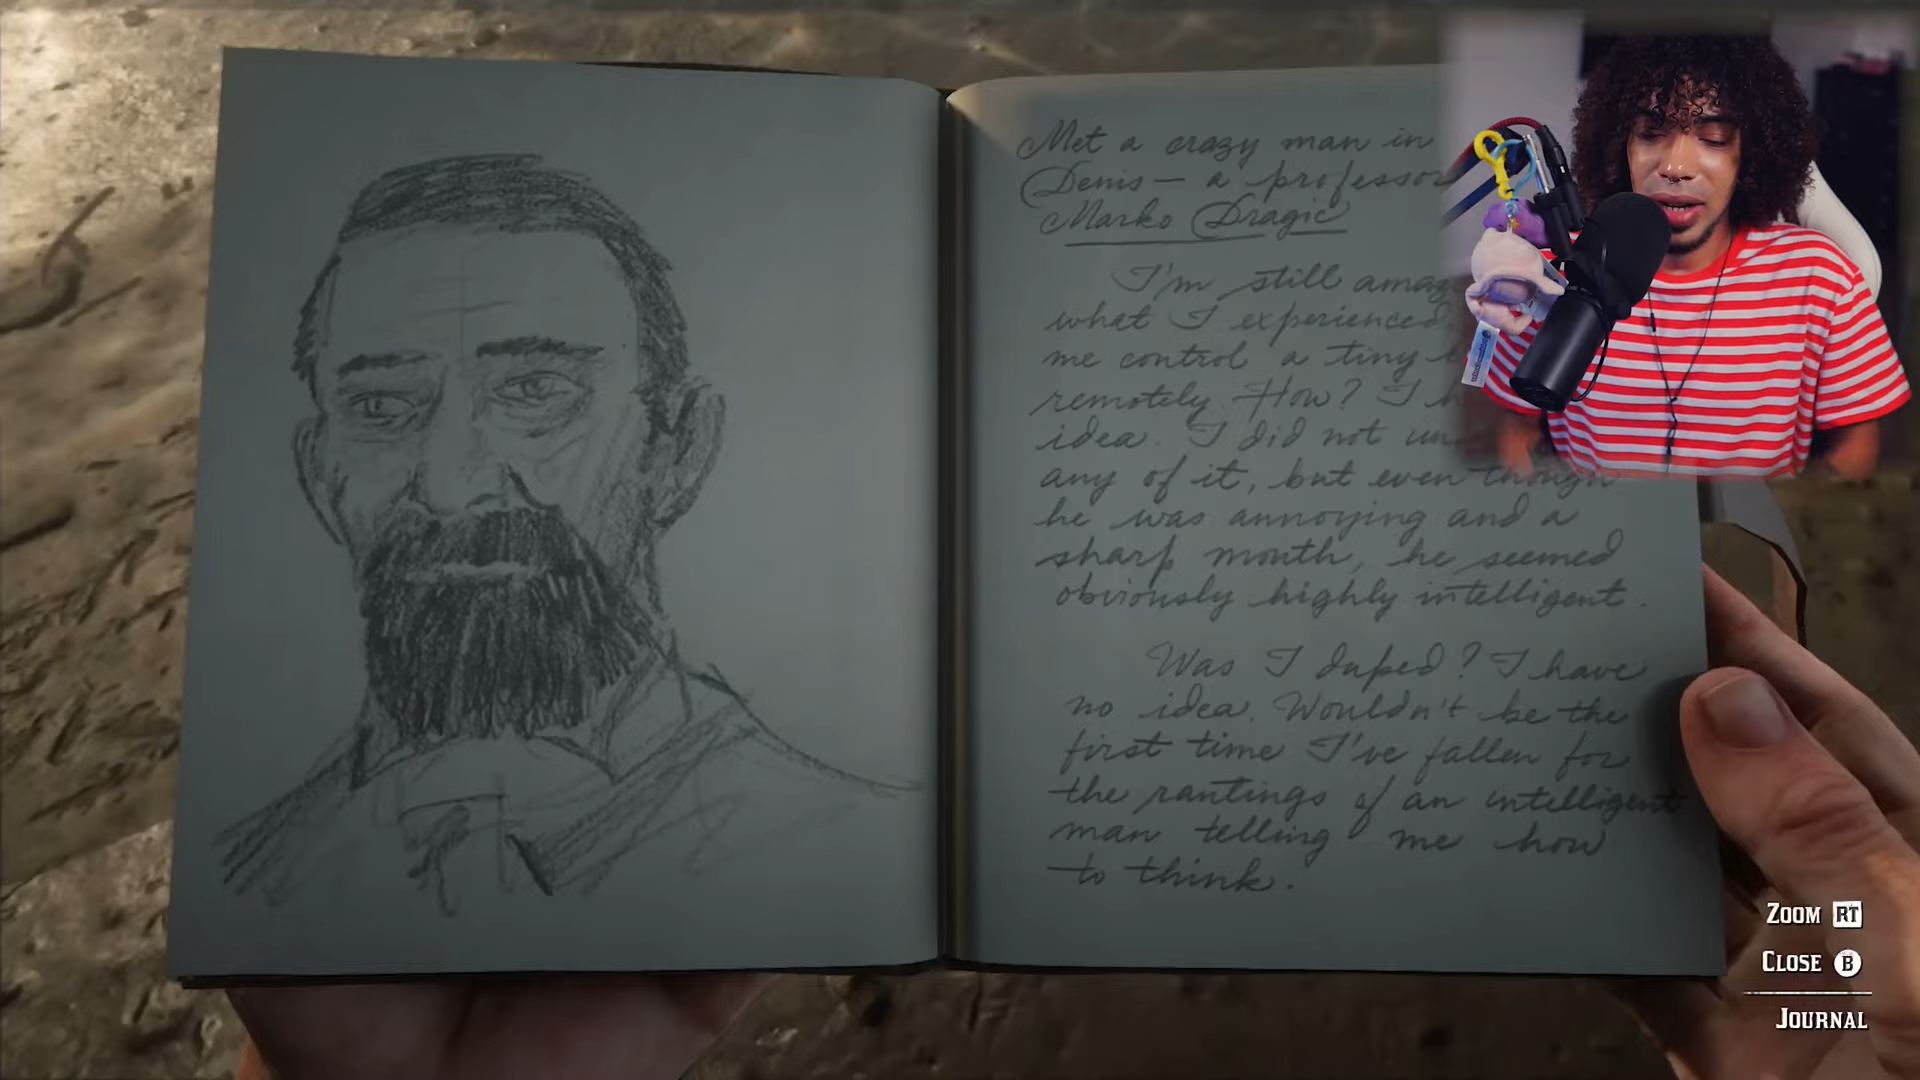 Met a crazy man in
Denis — a professor
Marko Dragic
I'm still amaz
what I experienced
me control a tiny
remotely. How? I
idea. I did not un
any of it, but even though
he was annoying and a
sharp mouth, he seemed
obviously highly intelligent.
Was I duped? I have
no idea. Wouldn't be the
first time I've fallen for
the rantings of an intelligent
man telling me how
to think.
ZOOM RT
CLOSE B
JOURNAL